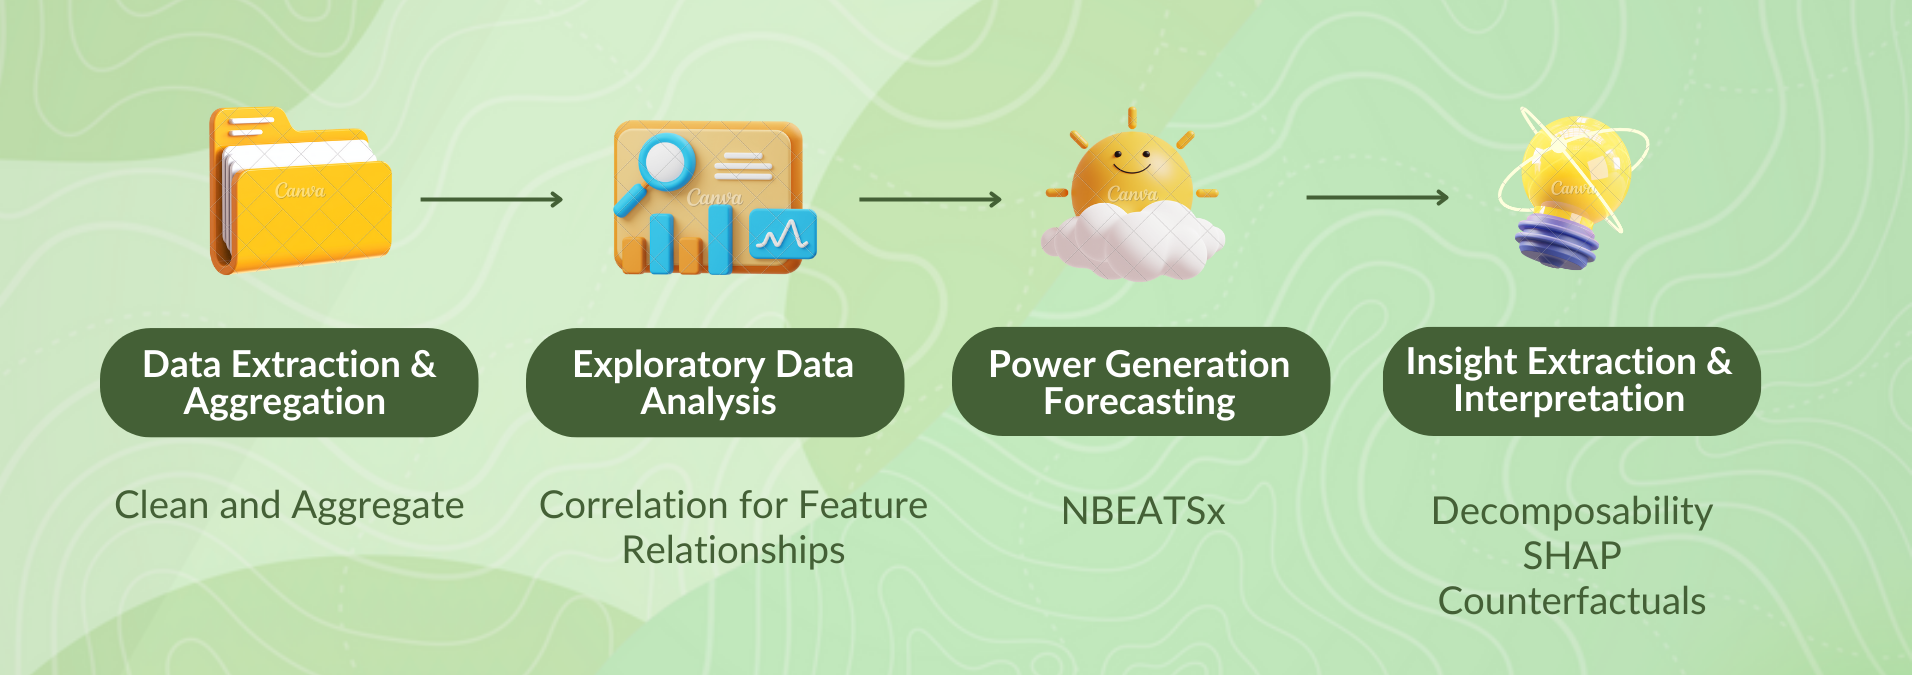 Canva
Canva
Canva
Canva
Data Extraction &
Aggregation
Exploratory Data
Analysis
Power Generation
Forecasting
Insight Extraction &
Interpretation
Clean and Aggregate
Correlation for Feature
Relationships
NBEATSx
Decomposability
SHAP
Counterfactuals